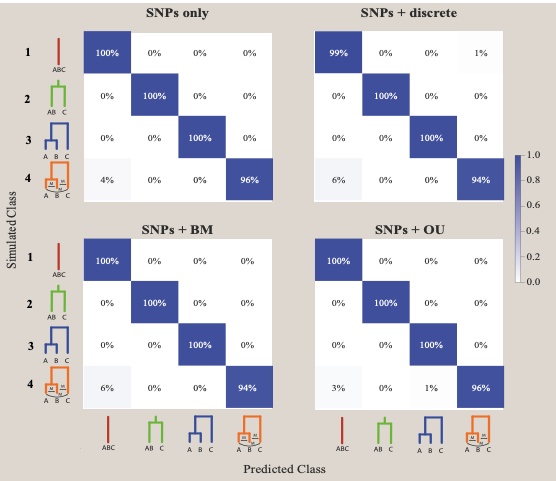 SNPs only SNPs + discrete
1 ABC 100% 0% 0% 0% 99% 0% 0% 1%
2 AB C 0% 100% 0% 0% 0% 100% 0% 0%
3 A B C 0% 0% 100% 0% 0% 0% 100% 0%
4 M M M A B C 4% 0% 0% 96% 6% 0% 0% 94%
1.0
0.8
0.6
0.4
0.2
0.0
Simulated Class
SNPs + BM SNPs + OU
1 ABC 100% 0% 0% 0% 100% 0% 0% 0%
2 AB C 0% 100% 0% 0% 0% 100% 0% 0%
3 A B C 0% 0% 100% 0% 0% 0% 100% 0%
4 M M M A B C 6% 0% 0% 94% 3% 0% 1% 96%
ABC AB C A B C M M M A B C ABC AB C A B C M M M A B C
Predicted Class